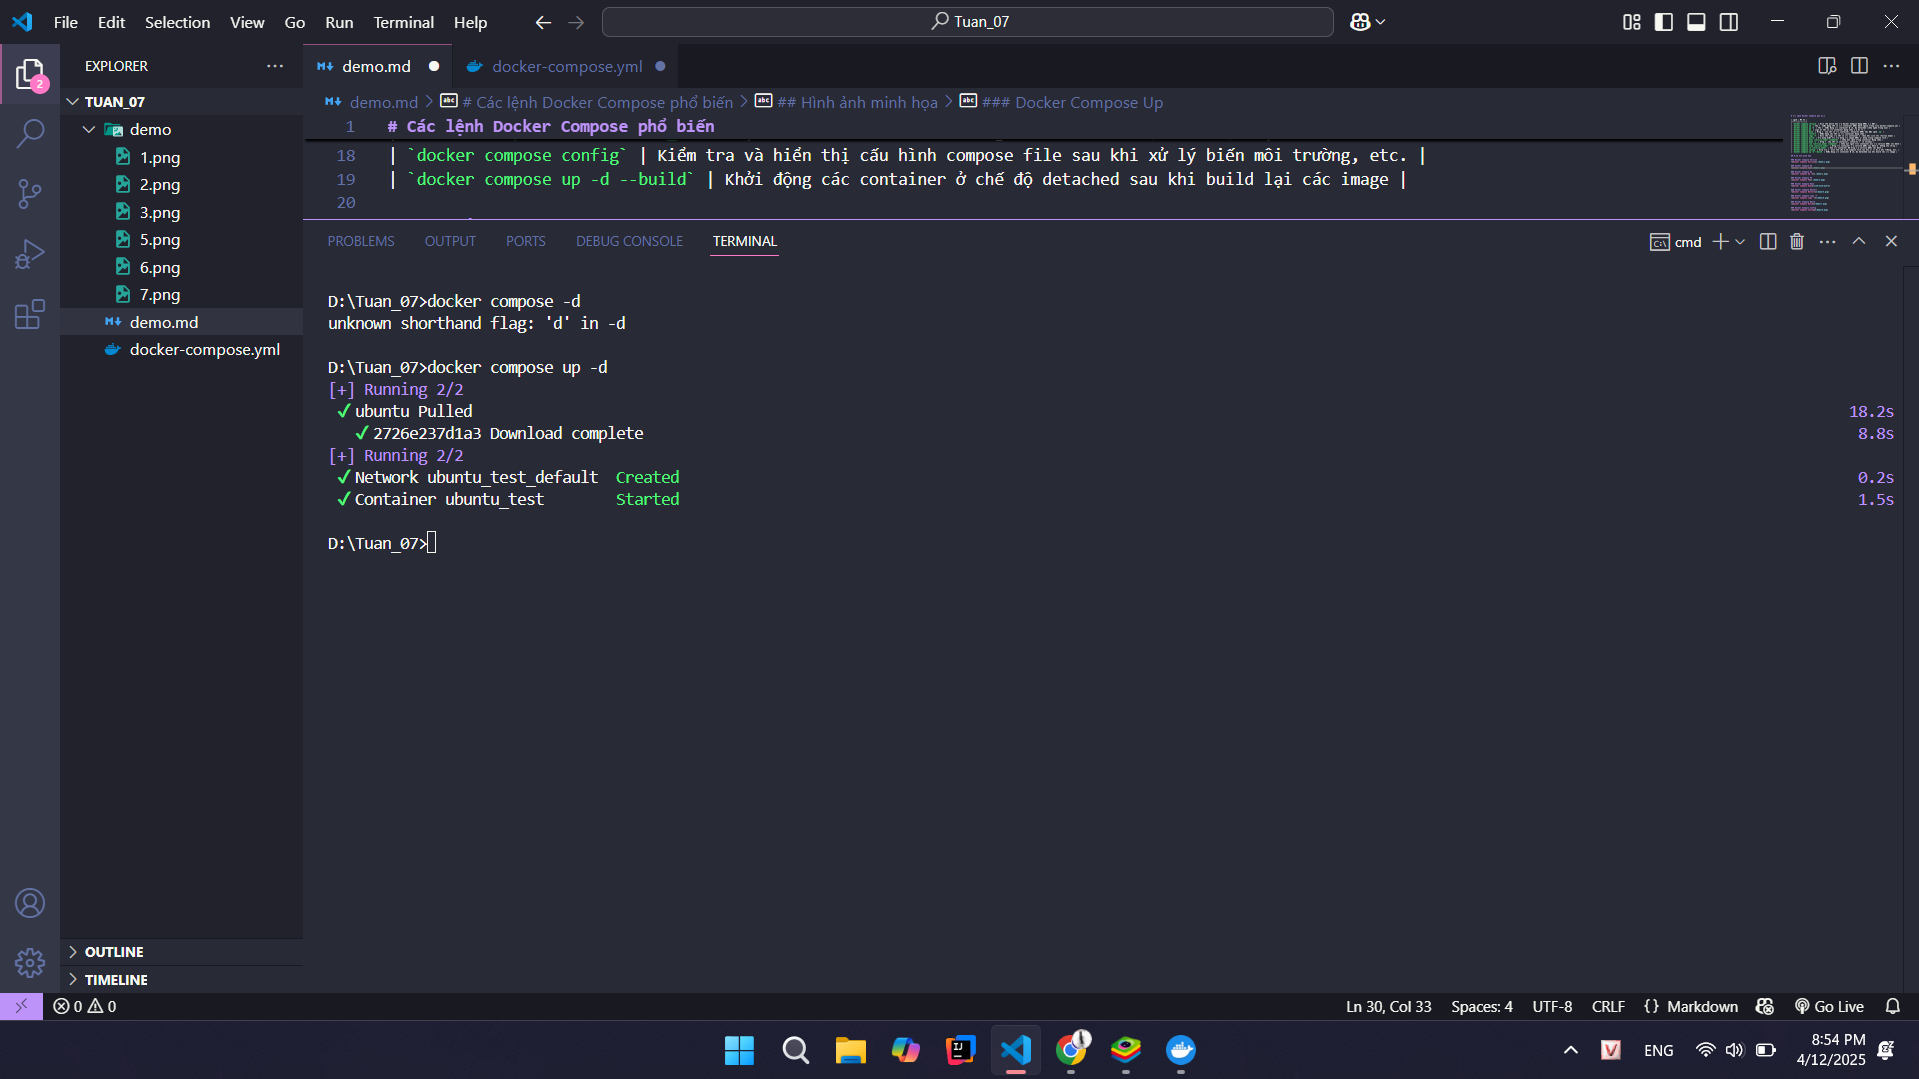 File Edit Selection View Go Run Terminal Help
Tuan_07
EXPLORER
TUAN_07
demo
1.png
2.png
3.png
5.png
6.png
7.png
demo.md
docker-compose.yml
OUTLINE
TIMELINE
2
demo.md docker-compose.yml
demo.md > # Các lệnh Docker Compose phổ biến > ## Hình ảnh minh họa > ### Docker Compose Up
1 # Các lệnh Docker Compose phổ biến
18 | `docker compose config` | Kiểm tra và hiển thị cấu hình compose file sau khi xử lý biến môi trường, etc. |
19 | `docker compose up -d --build` | Khởi động các container ở chế độ detached sau khi build lại các image |
20
PROBLEMS OUTPUT PORTS DEBUG CONSOLE TERMINAL
cmd
D:\Tuan_07>docker compose -d
unknown shorthand flag: 'd' in -d
D:\Tuan_07>docker compose up -d
[+] Running 2/2
✓ ubuntu Pulled 18.2s
✓ 2726e237d1a3 Download complete 8.8s
[+] Running 2/2
✓ Network ubuntu_test_default Created 0.2s
✓ Container ubuntu_test Started 1.5s
D:\Tuan_07>
0 0
Ln 30, Col 33 Spaces: 4 UTF-8 CRLF {} Markdown Go Live
ENG
8:54 PM
4/12/2025